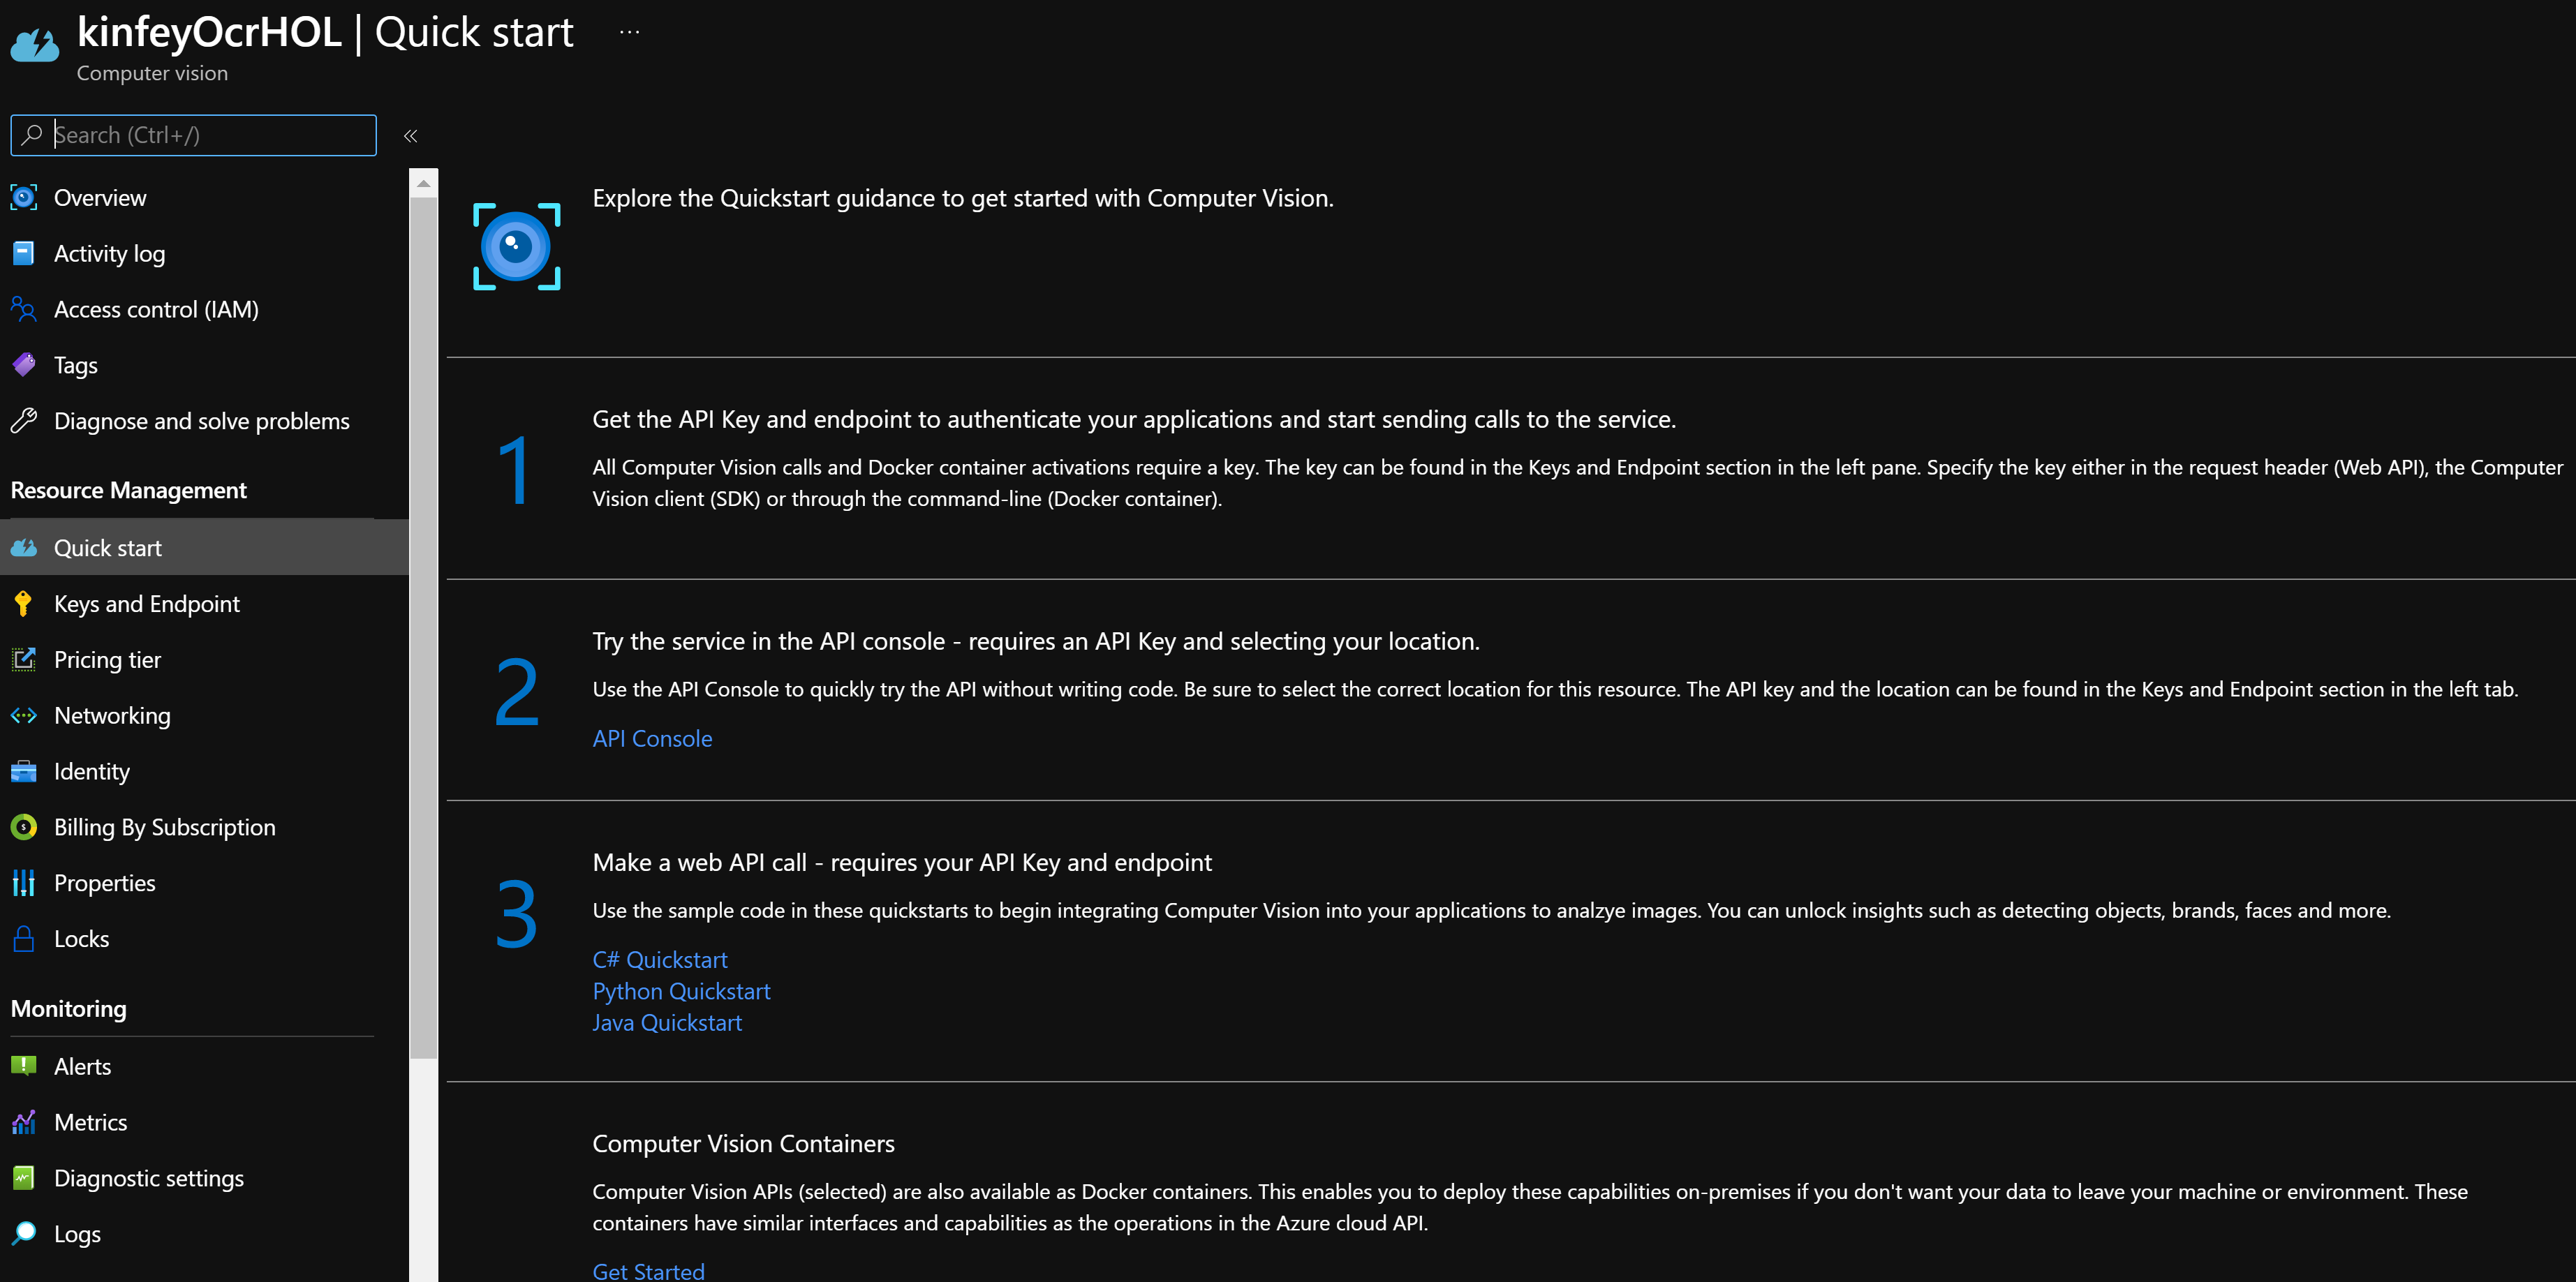 kinfeyOcrHOL | Quick start ...
Computer vision
Search (Ctrl+/)
Overview
Activity log
Access control (IAM)
Tags
Diagnose and solve problems
Resource Management
Quick start
Keys and Endpoint
Pricing tier
Networking
Identity
Billing By Subscription
Properties
Locks
Monitoring
Alerts
Metrics
Diagnostic settings
Logs
Explore the Quickstart guidance to get started with Computer Vision.
1
Get the API Key and endpoint to authenticate your applications and start sending calls to the service.
All Computer Vision calls and Docker container activations require a key. The key can be found in the Keys and Endpoint section in the left pane. Specify the key either in the request header (Web API), the Computer
Vision client (SDK) or through the command-line (Docker container).
2
Try the service in the API console - requires an API Key and selecting your location.
Use the API Console to quickly try the API without writing code. Be sure to select the correct location for this resource. The API key and the location can be found in the Keys and Endpoint section in the left tab.
API Console
3
Make a web API call - requires your API Key and endpoint
Use the sample code in these quickstarts to begin integrating Computer Vision into your applications to analzye images. You can unlock insights such as detecting objects, brands, faces and more.
C# Quickstart
Python Quickstart
Java Quickstart
Computer Vision Containers
Computer Vision APIs (selected) are also available as Docker containers. This enables you to deploy these capabilities on-premises if you don't want your data to leave your machine or environment. These
containers have similar interfaces and capabilities as the operations in the Azure cloud API.
Get Started